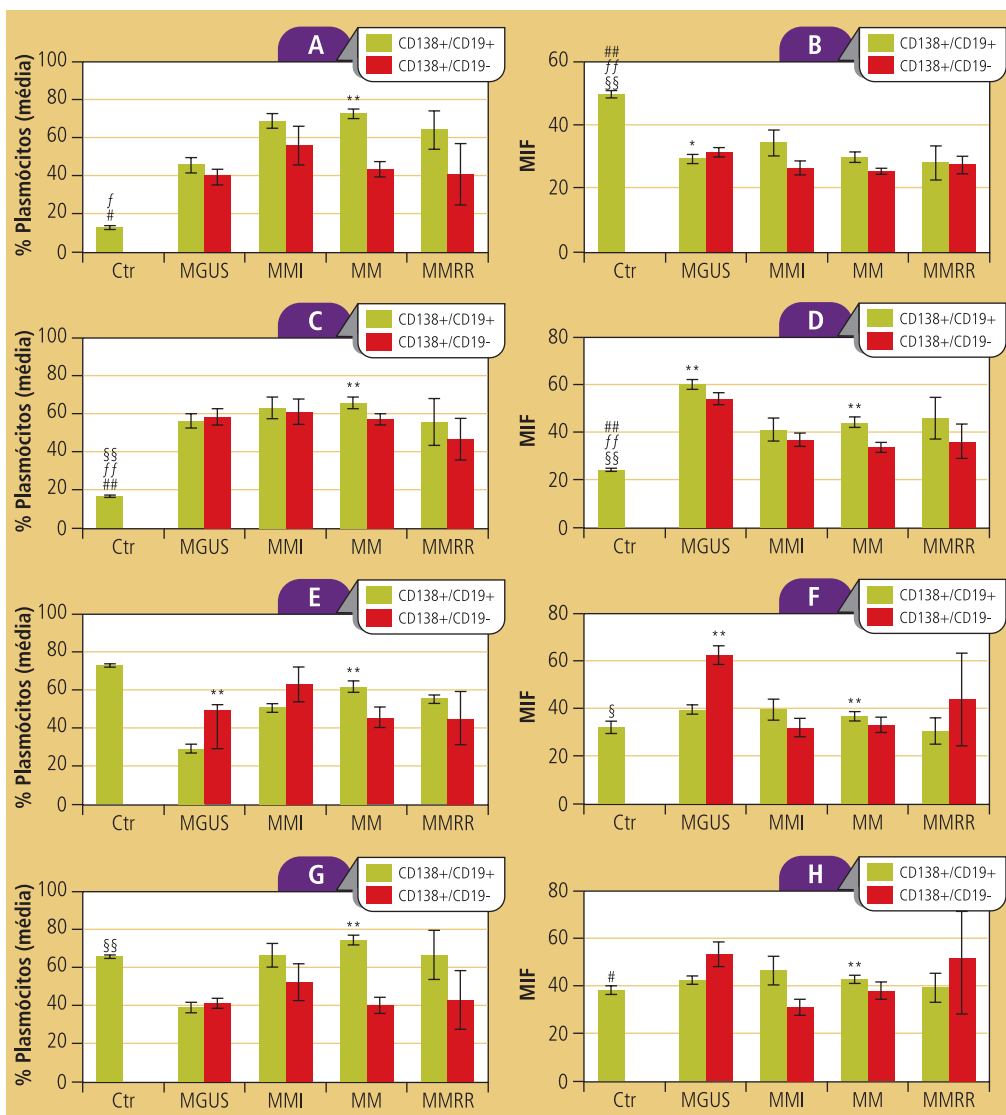 A
CD138+/CD19+
CD138+/CD19-
% Plasmócitos (média)
100
80
60
40
20
0
ƒ
#
**
Ctr MGUS MMI MM MMRR
B
CD138+/CD19+
CD138+/CD19-
MIF
60
40
20
0
##
ƒƒ
§§
*
Ctr MGUS MMI MM MMRR
C
CD138+/CD19+
CD138+/CD19-
% Plasmócitos (média)
100
80
60
40
20
0
§§
ƒƒ
##
**
Ctr MGUS MMI MM MMRR
D
CD138+/CD19+
CD138+/CD19-
MIF
80
60
40
20
0
##
ƒƒ
§§
**
**
Ctr MGUS MMI MM MMRR
E
CD138+/CD19+
CD138+/CD19-
% Plasmócitos (média)
100
80
60
40
20
0
**
**
Ctr MGUS MMI MM MMRR
F
CD138+/CD19+
CD138+/CD19-
MIF
80
60
40
20
0
§
**
**
Ctr MGUS MMI MM MMRR
G
CD138+/CD19+
CD138+/CD19-
% Plasmócitos (média)
100
80
60
40
20
0
§§
**
Ctr MGUS MMI MM MMRR
H
CD138+/CD19+
CD138+/CD19-
MIF
80
60
40
20
0
#
**
Ctr MGUS MMI MM MMRR